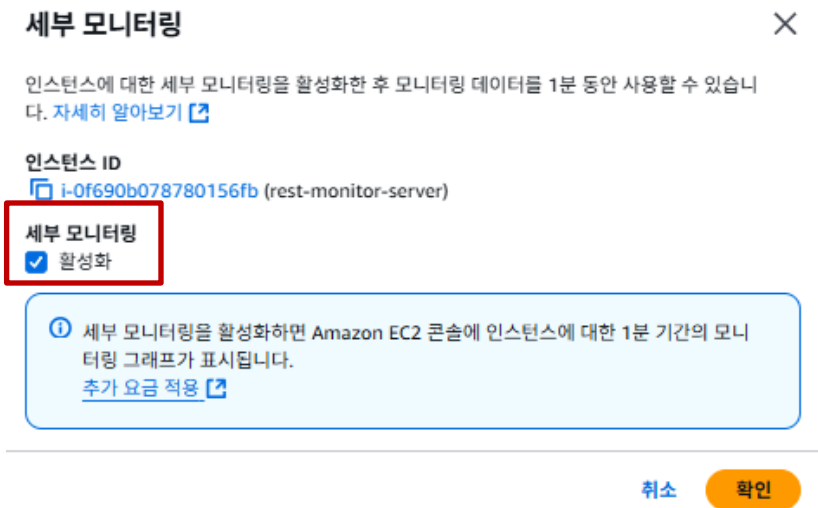 세부 모니터링
인스턴스에 대한 세부 모니터링을 활성화한 후 모니터링 데이터를 1분 동안 사용할 수 있습니
다. 자세히 알아보기
인스턴스 ID
i-0f690b078780156fb (rest-monitor-server)
세부 모니터링
활성화
세부 모니터링을 활성화하면 Amazon EC2 콘솔에 인스턴스에 대한 1분 기간의 모니
터링 그래프가 표시됩니다.
추가 요금 적용
취소 확인